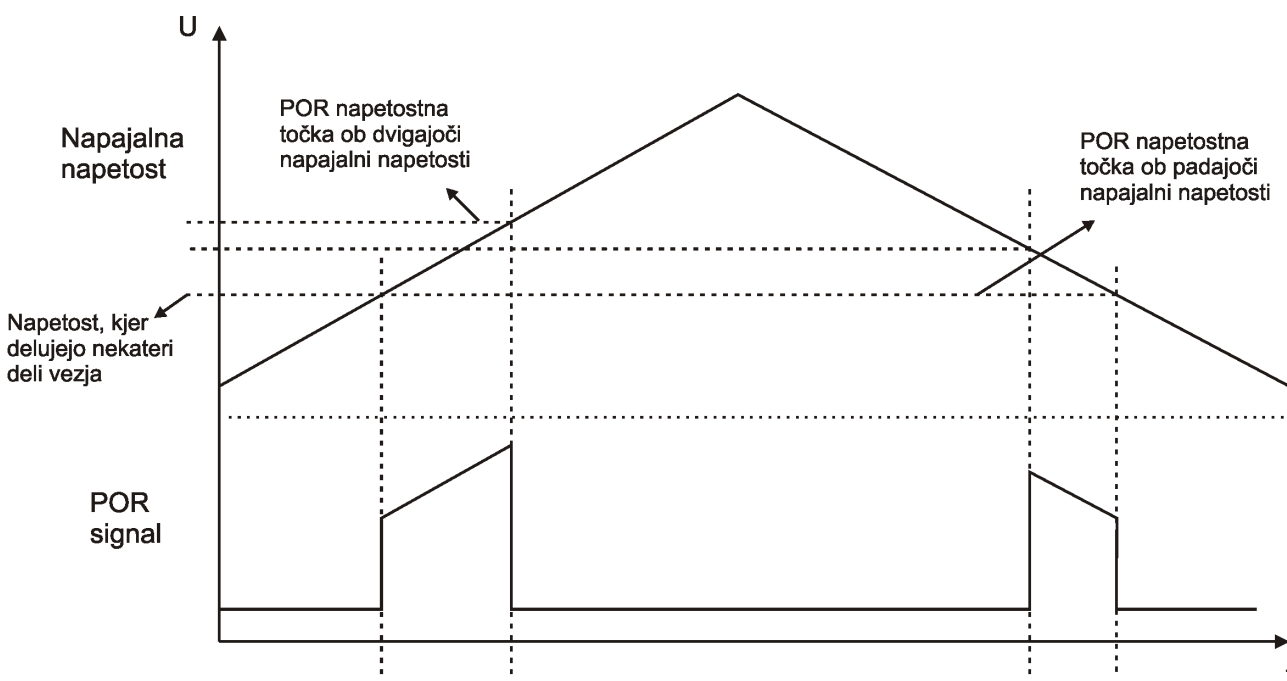 U
Napajalna
napetost
POR napetostna
točka ob dvigajoči
napajalni napetosti
POR napetostna
točka ob padajoči
napajalni napetosti
Napetost, kjer
delujejo nekateri
deli vezja
POR
signal